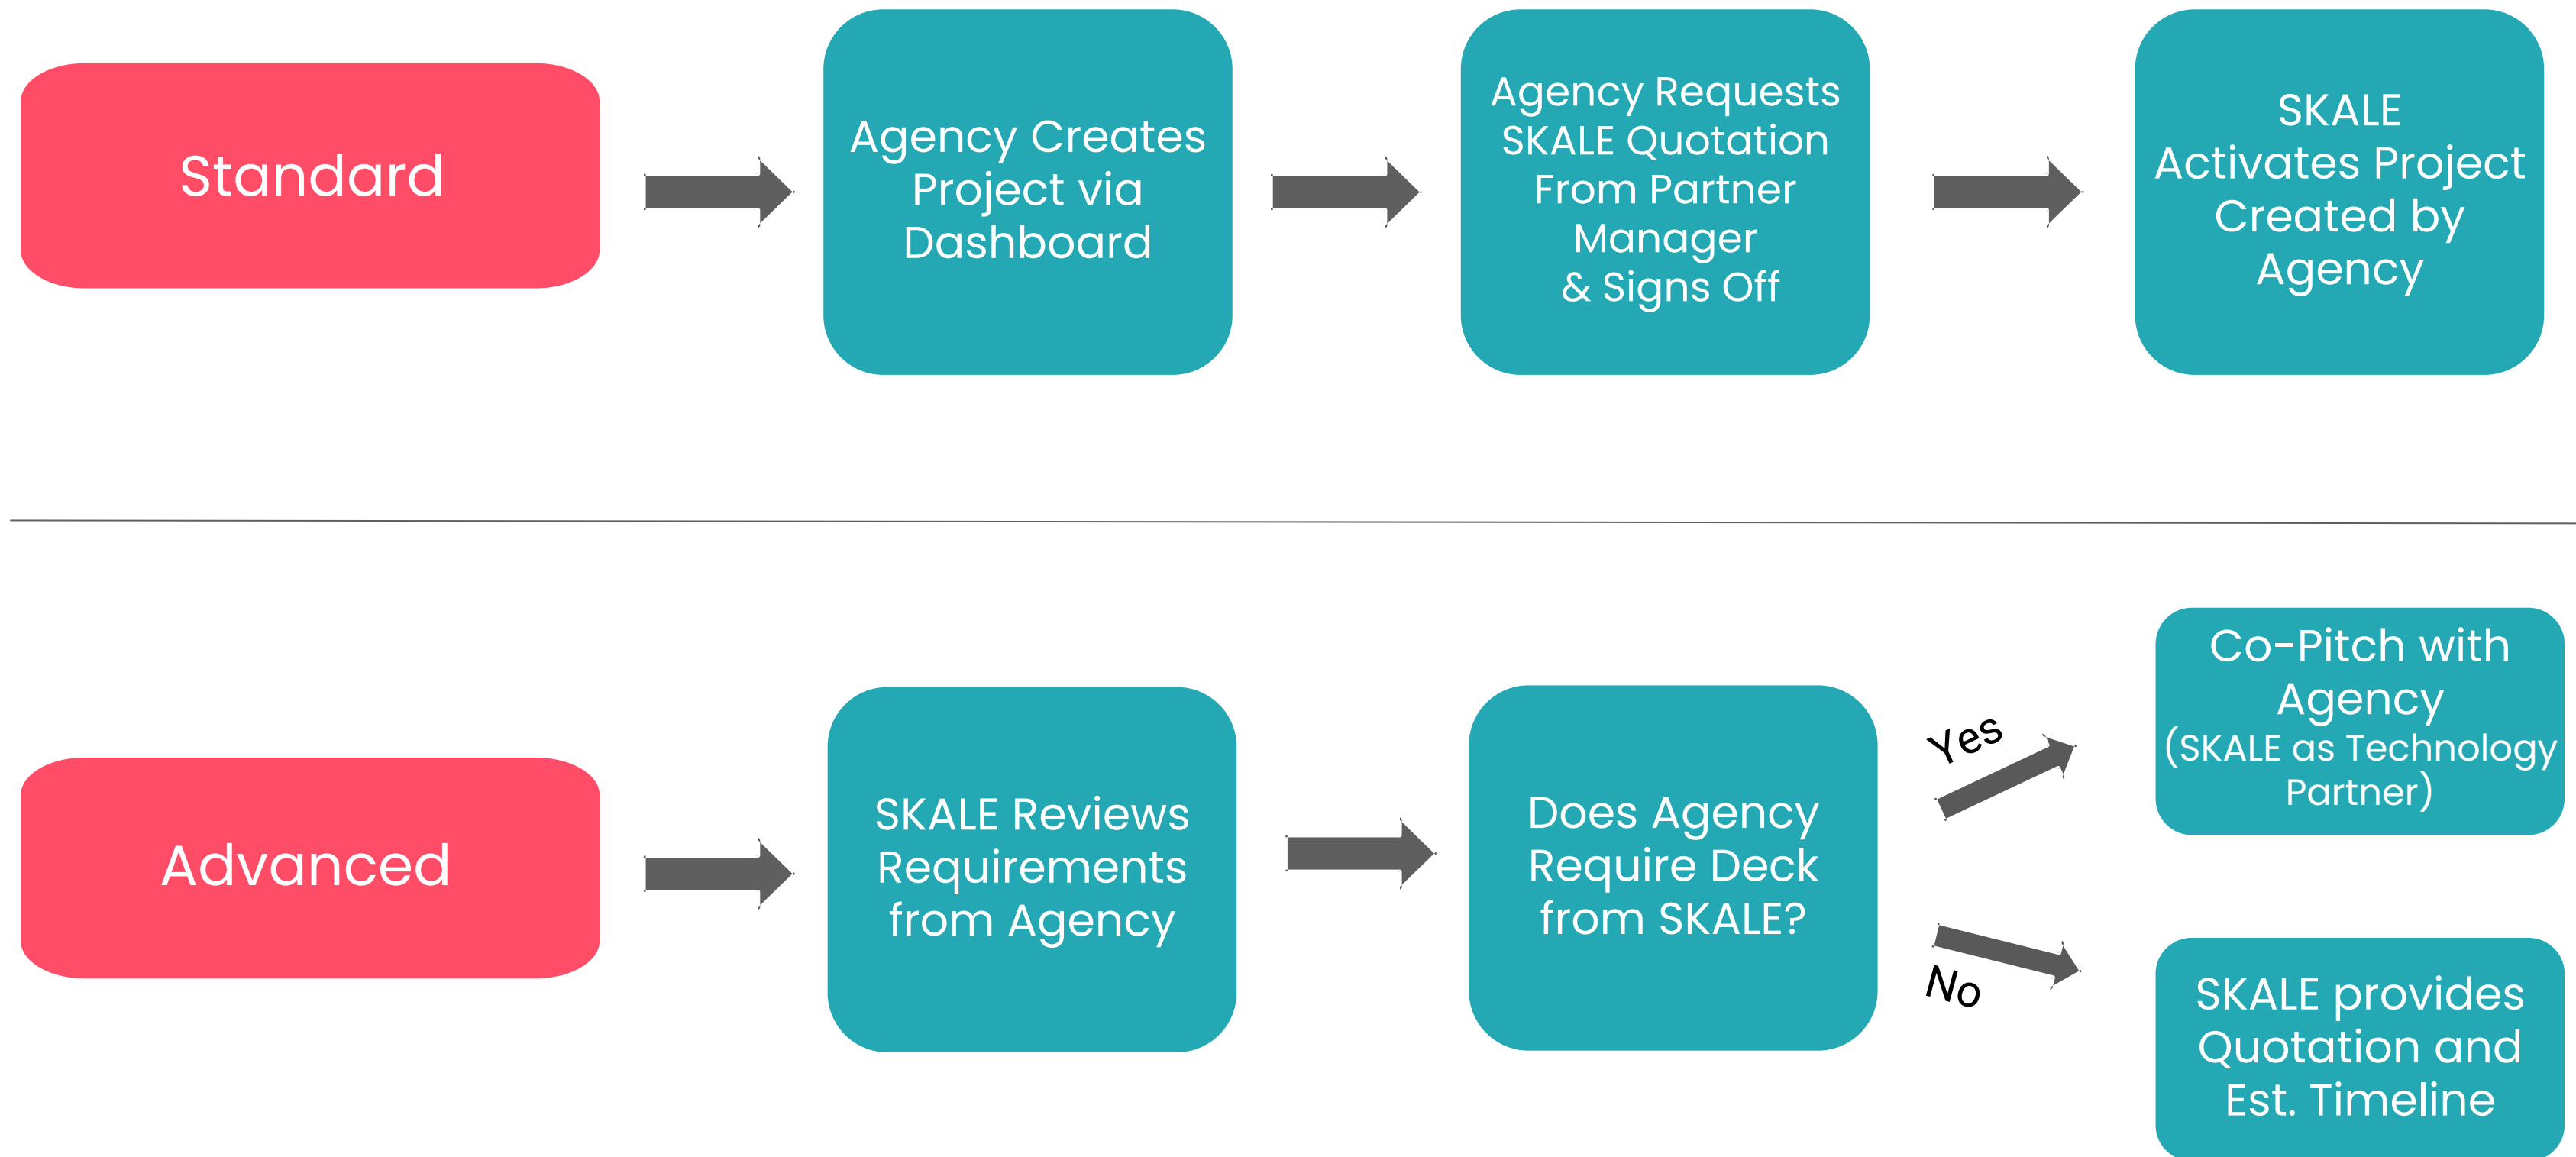 Standard
Agency Creates
Project via
Dashboard
Agency Requests
SKALE Quotation
From Partner
Manager
& Signs Off
SKALE
Activates Project
Created by
Agency
Advanced
SKALE Reviews
Requirements
from Agency
Does Agency
Require Deck
from SKALE?
Yes
Co-Pitch with
Agency
(SKALE as Technology
Partner)
No
SKALE provides
Quotation and
Est. Timeline